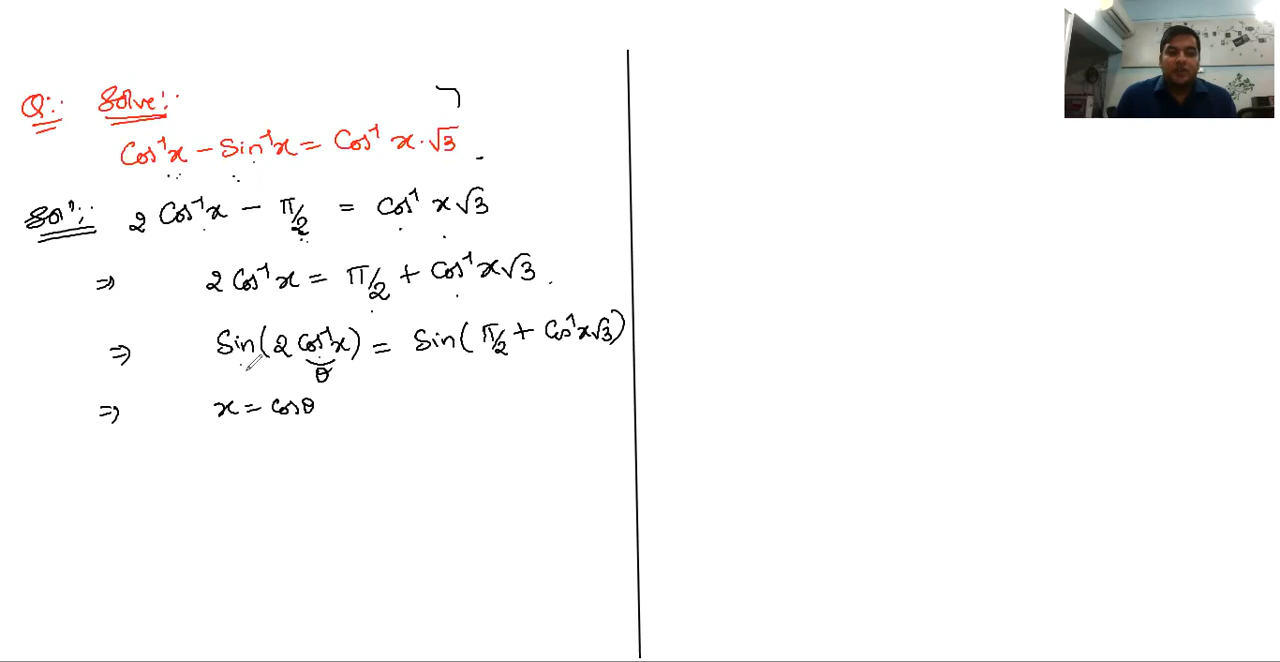 Q:- Solve:-
Cos⁻¹x - Sin⁻¹x = Cos⁻¹ x·√3
Sol':- 2 Cos⁻¹x - π/2 = Cos⁻¹ x√3
⇒ 2 Cos⁻¹x = π/2 + Cos⁻¹x√3.
⇒ Sin(2 Cos⁻¹x) = Sin(π/2 + Cos⁻¹x√3)
θ
⇒ x = Cosθ